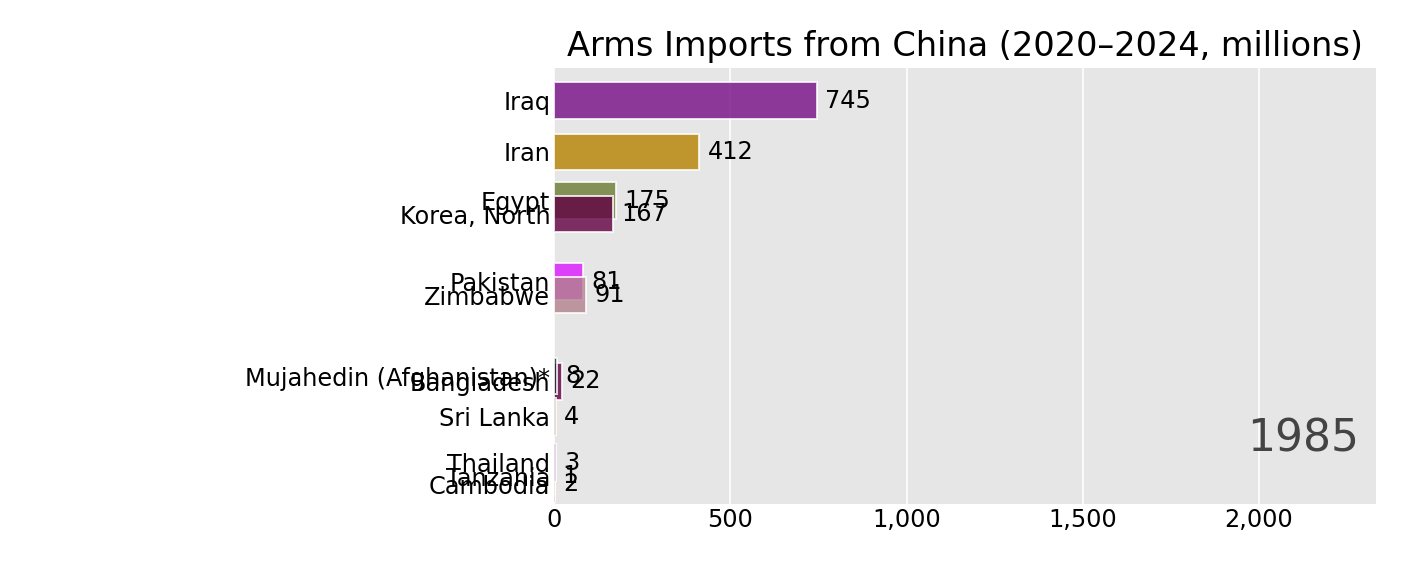 Arms Imports from China (2020–2024, millions)
Iraq 745
Iran 412
Egypt 175
Korea, North 167
Pakistan 81
Zimbabwe 91
Mujahedin (Afghanistan)* 8
Bangladesh 22
Sri Lanka 4
1985
Thailand 3
Tanzania 1
Cambodia 2
0 500 1,000 1,500 2,000